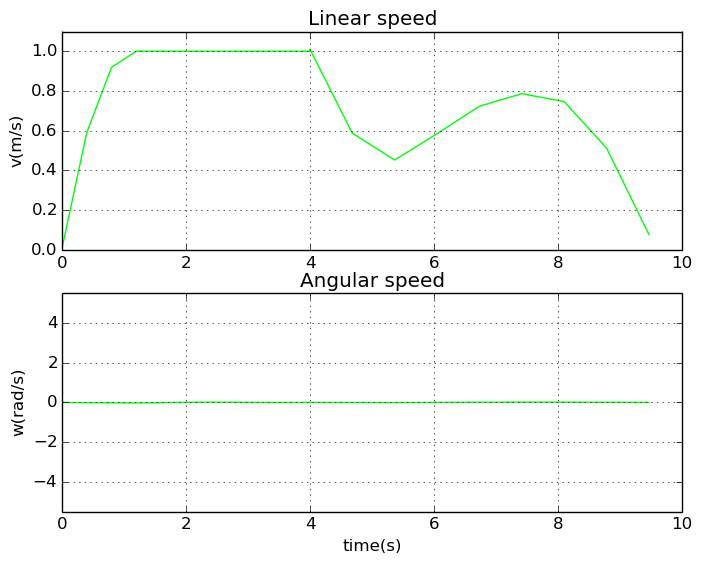 Linear speed
v(m/s)
1.0
0.8
0.6
0.4
0.2
0.0
0 2 4 6 8 10
Angular speed
w(rad/s)
4
2
0
−2
−4
0 2 4 6 8 10
time(s)